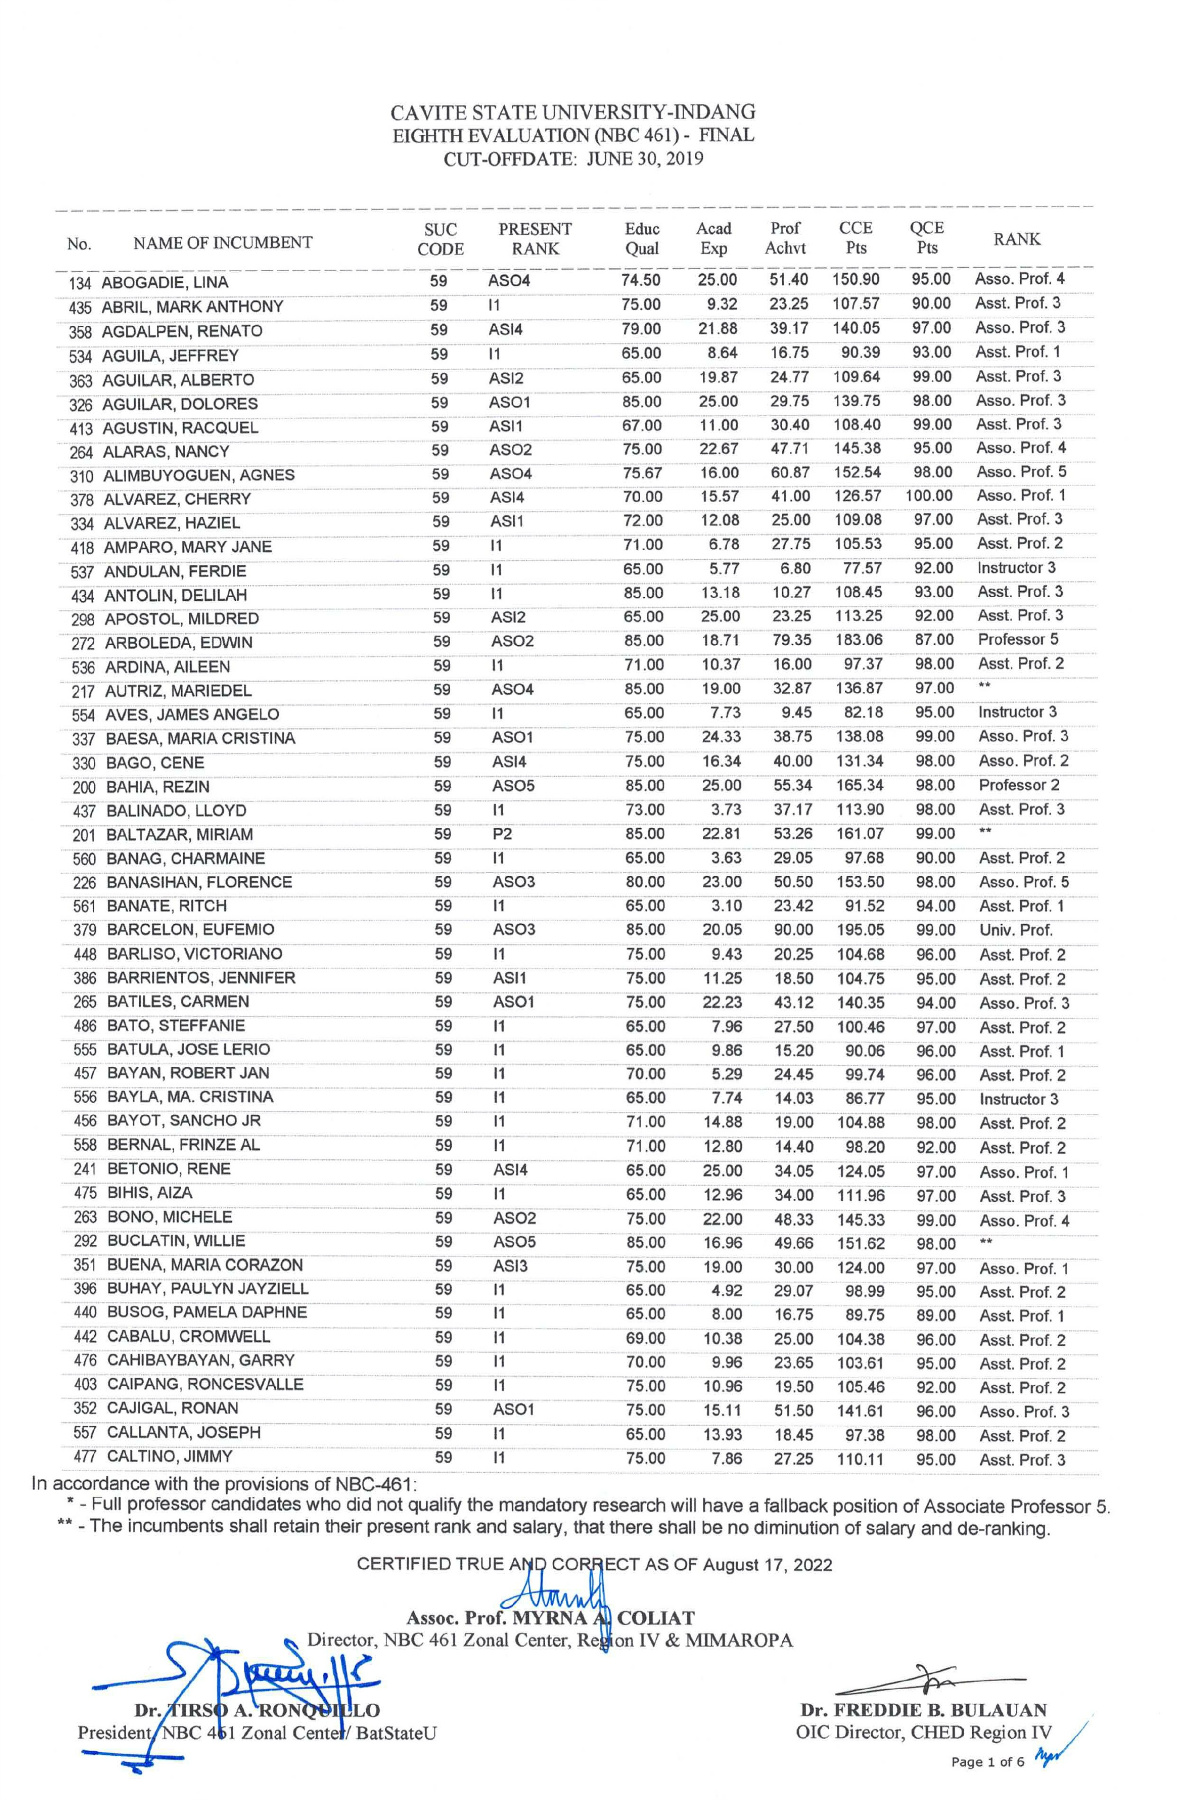 CAVITE STATE UNIVERSITY-INDANG
EIGHTH EVALUATION (NBC 461) - FINAL
CUT-OFFDATE: JUNE 30, 2019
No. NAME OF INCUMBENT SUC CODE PRESENT RANK Educ Qual Acad Exp Prof Achvt CCE Pts QCE Pts RANK
134 ABOGADIE, LINA 59 ASO4 74.50 25.00 51.40 150.90 95.00 Asso. Prof. 4
435 ABRIL, MARK ANTHONY 59 I1 75.00 9.32 23.25 107.57 90.00 Asst. Prof. 3
358 AGDALPEN, RENATO 59 ASI4 79.00 21.88 39.17 140.05 97.00 Asso. Prof. 3
534 AGUILA, JEFFREY 59 I1 65.00 8.64 16.75 90.39 93.00 Asst. Prof. 1
363 AGUILAR, ALBERTO 59 ASI2 65.00 19.87 24.77 109.64 99.00 Asst. Prof. 3
326 AGUILAR, DOLORES 59 ASO1 85.00 25.00 29.75 139.75 98.00 Asso. Prof. 3
413 AGUSTIN, RACQUEL 59 ASI1 67.00 11.00 30.40 108.40 99.00 Asst. Prof. 3
264 ALARAS, NANCY 59 ASO2 75.00 22.67 47.71 145.38 95.00 Asso. Prof. 4
310 ALIMBUYOGUEN, AGNES 59 ASO4 75.67 16.00 60.87 152.54 98.00 Asso. Prof. 5
378 ALVAREZ, CHERRY 59 ASI4 70.00 15.57 41.00 126.57 100.00 Asso. Prof. 1
334 ALVAREZ, HAZIEL 59 ASI1 72.00 12.08 25.00 109.08 97.00 Asst. Prof. 3
418 AMPARO, MARY JANE 59 I1 71.00 6.78 27.75 105.53 95.00 Asst. Prof. 2
537 ANDULAN, FERDIE 59 I1 65.00 5.77 6.80 77.57 92.00 Instructor 3
434 ANTOLIN, DELILAH 59 I1 85.00 13.18 10.27 108.45 93.00 Asst. Prof. 3
298 APOSTOL, MILDRED 59 ASI2 65.00 25.00 23.25 113.25 92.00 Asst. Prof. 3
272 ARBOLEDA, EDWIN 59 ASO2 85.00 18.71 79.35 183.06 87.00 Professor 5
536 ARDINA, AILEEN 59 I1 71.00 10.37 16.00 97.37 98.00 Asst. Prof. 2
217 AUTRIZ, MARIEDEL 59 ASO4 85.00 19.00 32.87 136.87 97.00 **
554 AVES, JAMES ANGELO 59 I1 65.00 7.73 9.45 82.18 95.00 Instructor 3
337 BAESA, MARIA CRISTINA 59 ASO1 75.00 24.33 38.75 138.08 99.00 Asso. Prof. 3
330 BAGO, CENE 59 ASI4 75.00 16.34 40.00 131.34 98.00 Asso. Prof. 2
200 BAHIA, REZIN 59 ASO5 85.00 25.00 55.34 165.34 98.00 Professor 2
437 BALINADO, LLOYD 59 I1 73.00 3.73 37.17 113.90 98.00 Asst. Prof. 3
201 BALTAZAR, MIRIAM 59 P2 85.00 22.81 53.26 161.07 99.00 **
560 BANAG, CHARMAINE 59 I1 65.00 3.63 29.05 97.68 90.00 Asst. Prof. 2
226 BANASIHAN, FLORENCE 59 ASO3 80.00 23.00 50.50 153.50 98.00 Asso. Prof. 5
561 BANATE, RITCH 59 I1 65.00 3.10 23.42 91.52 94.00 Asst. Prof. 1
379 BARCELON, EUFEMIO 59 ASO3 85.00 20.05 90.00 195.05 99.00 Univ. Prof.
448 BARLISO, VICTORIANO 59 I1 75.00 9.43 20.25 104.68 96.00 Asst. Prof. 2
386 BARRIENTOS, JENNIFER 59 ASI1 75.00 11.25 18.50 104.75 95.00 Asst. Prof. 2
265 BATILES, CARMEN 59 ASO1 75.00 22.23 43.12 140.35 94.00 Asso. Prof. 3
486 BATO, STEFFANIE 59 I1 65.00 7.96 27.50 100.46 97.00 Asst. Prof. 2
555 BATULA, JOSE LERIO 59 I1 65.00 9.86 15.20 90.06 96.00 Asst. Prof. 1
457 BAYAN, ROBERT JAN 59 I1 70.00 5.29 24.45 99.74 96.00 Asst. Prof. 2
556 BAYLA, MA. CRISTINA 59 I1 65.00 7.74 14.03 86.77 95.00 Instructor 3
456 BAYOT, SANCHO JR 59 I1 71.00 14.88 19.00 104.88 98.00 Asst. Prof. 2
558 BERNAL, FRINZE AL 59 I1 71.00 12.80 14.40 98.20 92.00 Asst. Prof. 2
241 BETONIO, RENE 59 ASI4 65.00 25.00 34.05 124.05 97.00 Asso. Prof. 1
475 BIHIS, AIZA 59 I1 65.00 12.96 34.00 111.96 97.00 Asst. Prof. 3
263 BONO, MICHELE 59 ASO2 75.00 22.00 48.33 145.33 99.00 Asso. Prof. 4
292 BUCLATIN, WILLIE 59 ASO5 85.00 16.96 49.66 151.62 98.00 **
351 BUENA, MARIA CORAZON 59 ASI3 75.00 19.00 30.00 124.00 97.00 Asso. Prof. 1
396 BUHAY, PAULYN JAYZIELL 59 I1 65.00 4.92 29.07 98.99 95.00 Asst. Prof. 2
440 BUSOG, PAMELA DAPHNE 59 I1 65.00 8.00 16.75 89.75 89.00 Asst. Prof. 1
442 CABALU, CROMWELL 59 I1 69.00 10.38 25.00 104.38 96.00 Asst. Prof. 2
476 CAHIBAYBAYAN, GARRY 59 I1 70.00 9.96 23.65 103.61 95.00 Asst. Prof. 2
403 CAIPANG, RONCESVALLE 59 I1 75.00 10.96 19.50 105.46 92.00 Asst. Prof. 2
352 CAJIGAL, RONAN 59 ASO1 75.00 15.11 51.50 141.61 96.00 Asso. Prof. 3
557 CALLANTA, JOSEPH 59 I1 65.00 13.93 18.45 97.38 98.00 Asst. Prof. 2
477 CALTINO, JIMMY 59 I1 75.00 7.86 27.25 110.11 95.00 Asst. Prof. 3
In accordance with the provisions of NBC-461:
* - Full professor candidates who did not qualify the mandatory research will have a fallback position of Associate Professor 5.
** - The incumbents shall retain their present rank and salary, that there shall be no diminution of salary and de-ranking.
CERTIFIED TRUE AND CORRECT AS OF August 17, 2022
Assoc. Prof. MYRNA A. COLIAT
Director, NBC 461 Zonal Center, Region IV & MIMAROPA
Dr. TIRSO A. RONQUILLO
President/NBC 461 Zonal Center/ BatStateU
Dr. FREDDIE B. BULAUAN
OIC Director, CHED Region IV
Page 1 of 6